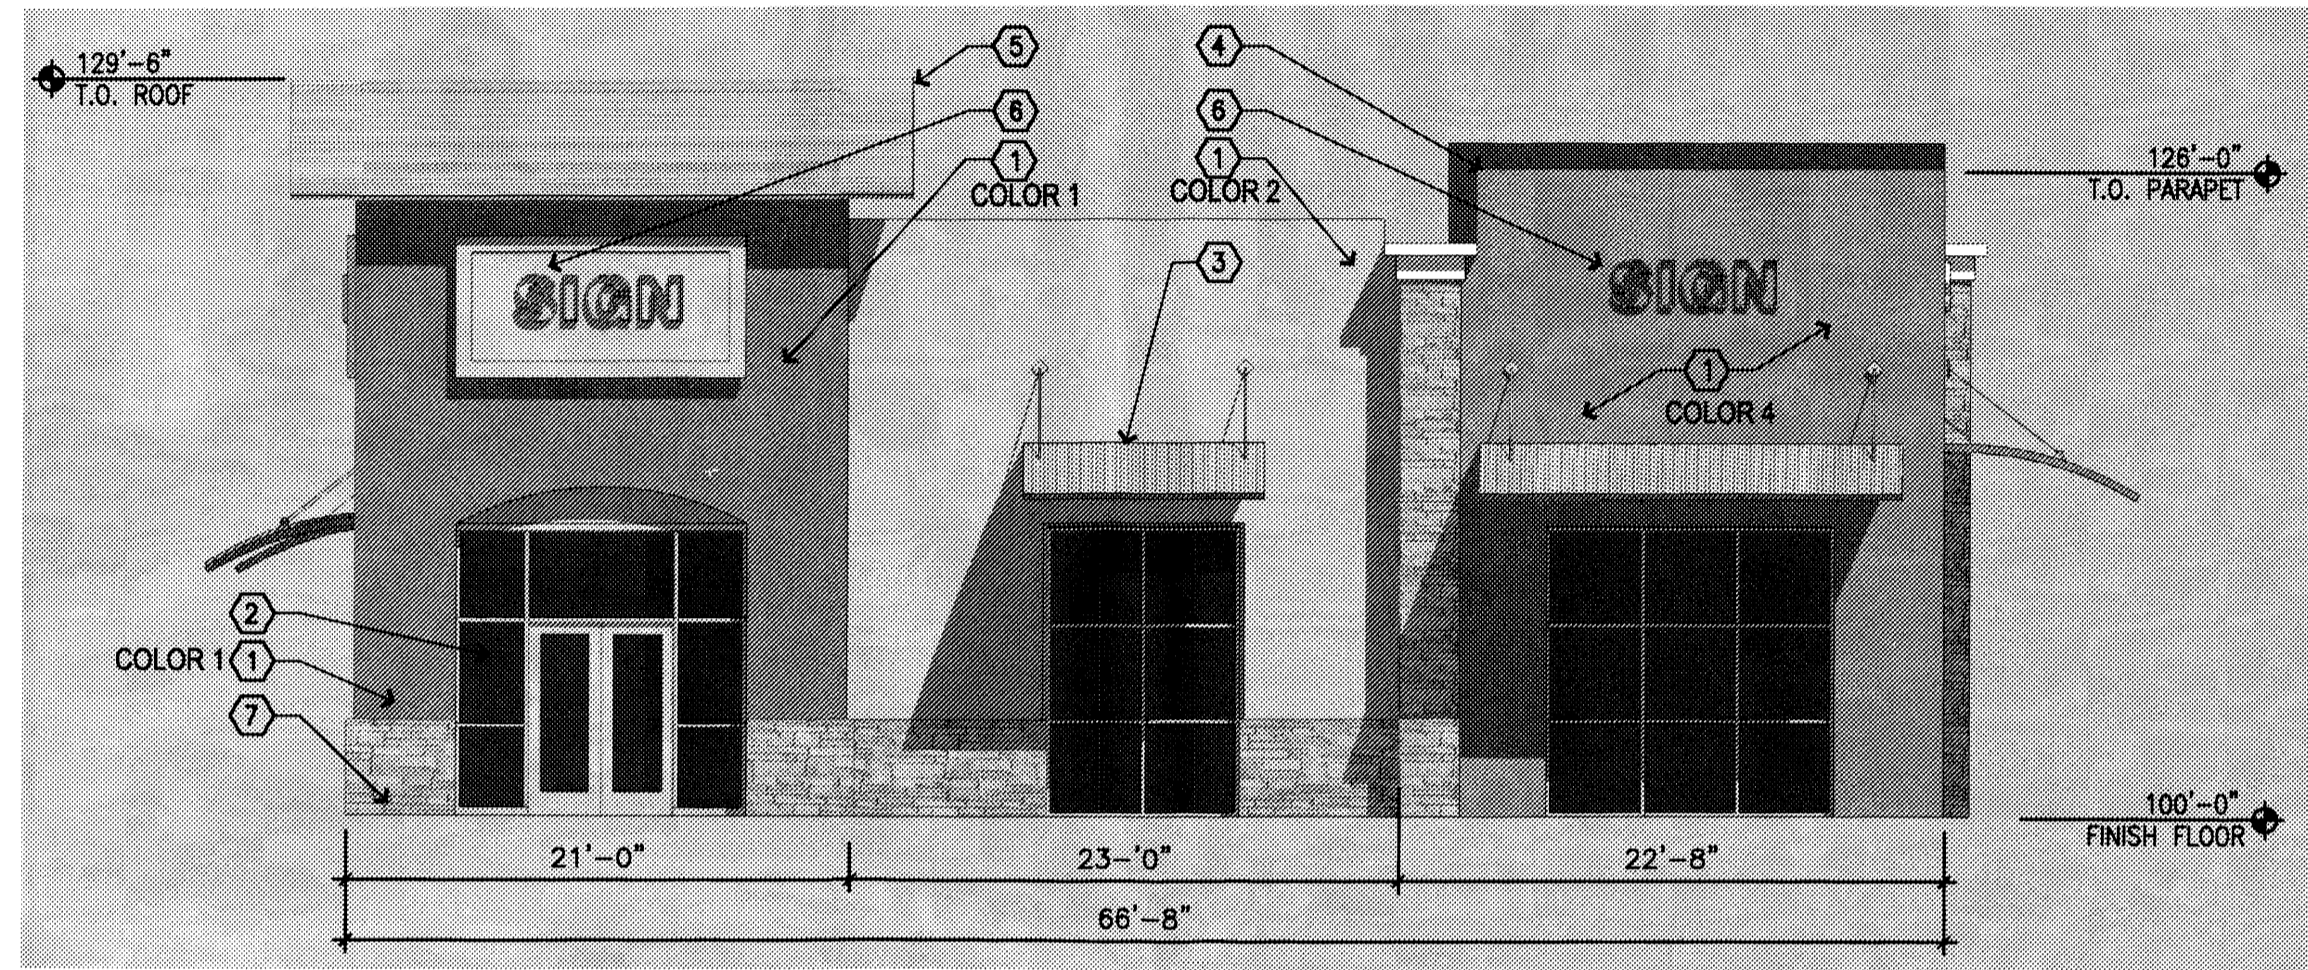 129'-6"
T.O. ROOF
5
6
1
COLOR 1
4
6
1
COLOR 2
126'-0"
T.O. PARAPET
3
SIGN
SIGN
1
COLOR 4
2
COLOR 1 1
7
100'-0"
FINISH FLOOR
21'-0"
23-'0"
22'-8"
66'-8"